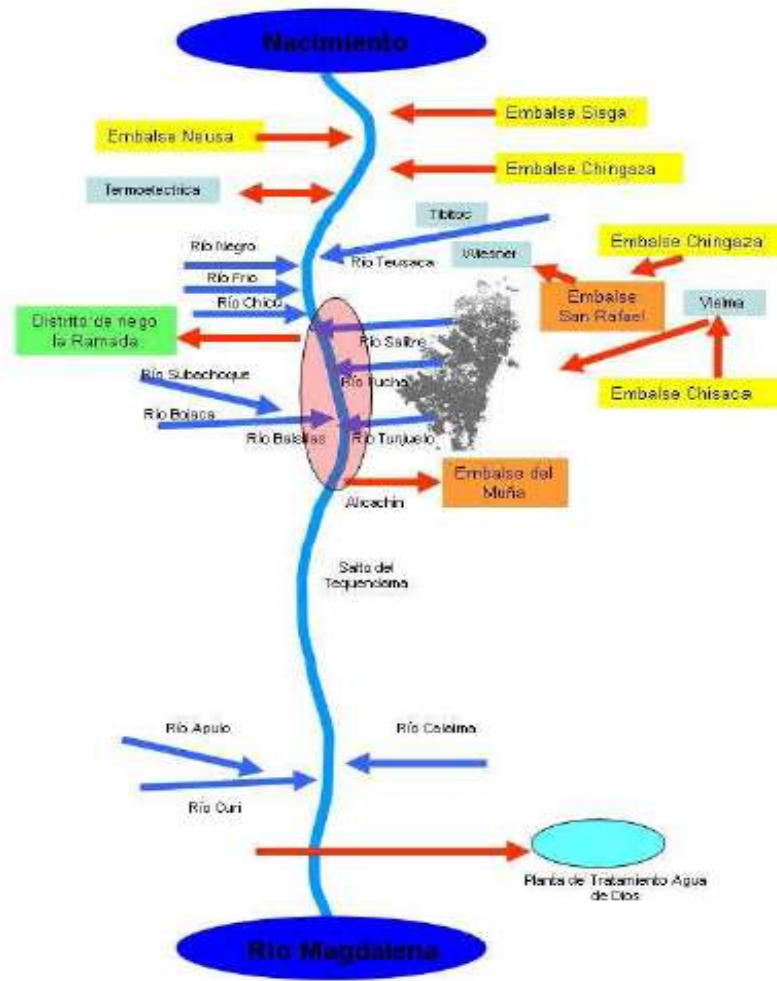 Nacimiento
Embalse Sisga
Embalse Neusa
Embalse Chingaza
Termoelectrica
Tibitoc
Río Negro
Río Teusaca
Wiesner
Embalse Chingaza
Río Frio
Río Chicú
Embalse
San Rafael
Vielma
Distrito de riego
la Ramada
Río Salitre
Río Fucha
Río Subachoque
Embalse Chisaca
Río Bojaca
Río Balsillas
Río Tunjuelo
Embalse del
Muña
Alicachin
Salto del
Tequendama
Río Apulo
Río Calaima
Río Curi
Planta de Tratamiento Agua
de Dios
Río Magdalena